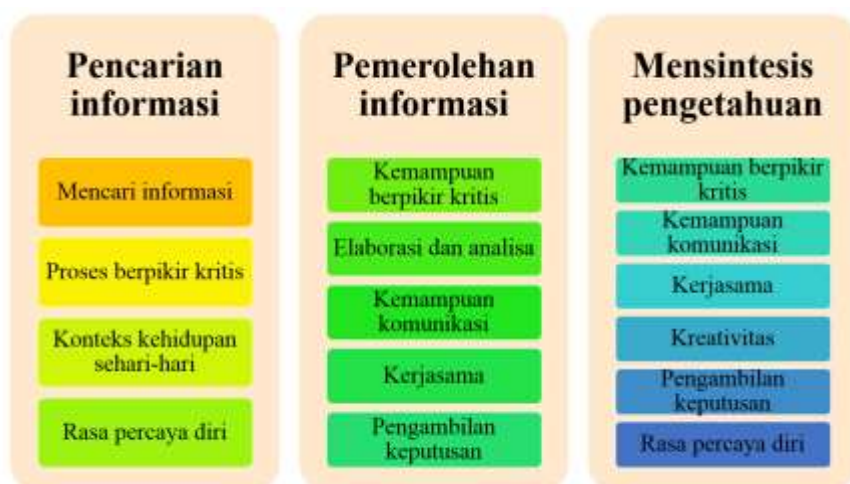 Pencarian
informasi
Mencari informasi
Proses berpikir kritis
Konteks kehidupan
sehari-hari
Rasa percaya diri
Pemerolehan
informasi
Kemampuan
berpikir kritis
Elaborasi dan analisa
Kemampuan
komunikasi
Kerjasama
Pengambilan
keputusan
Mensintesis
pengetahuan
Kemampuan berpikir
kritis
Kemampuan
komunikasi
Kerjasama
Kreativitas
Pengambilan
keputusan
Rasa percaya diri